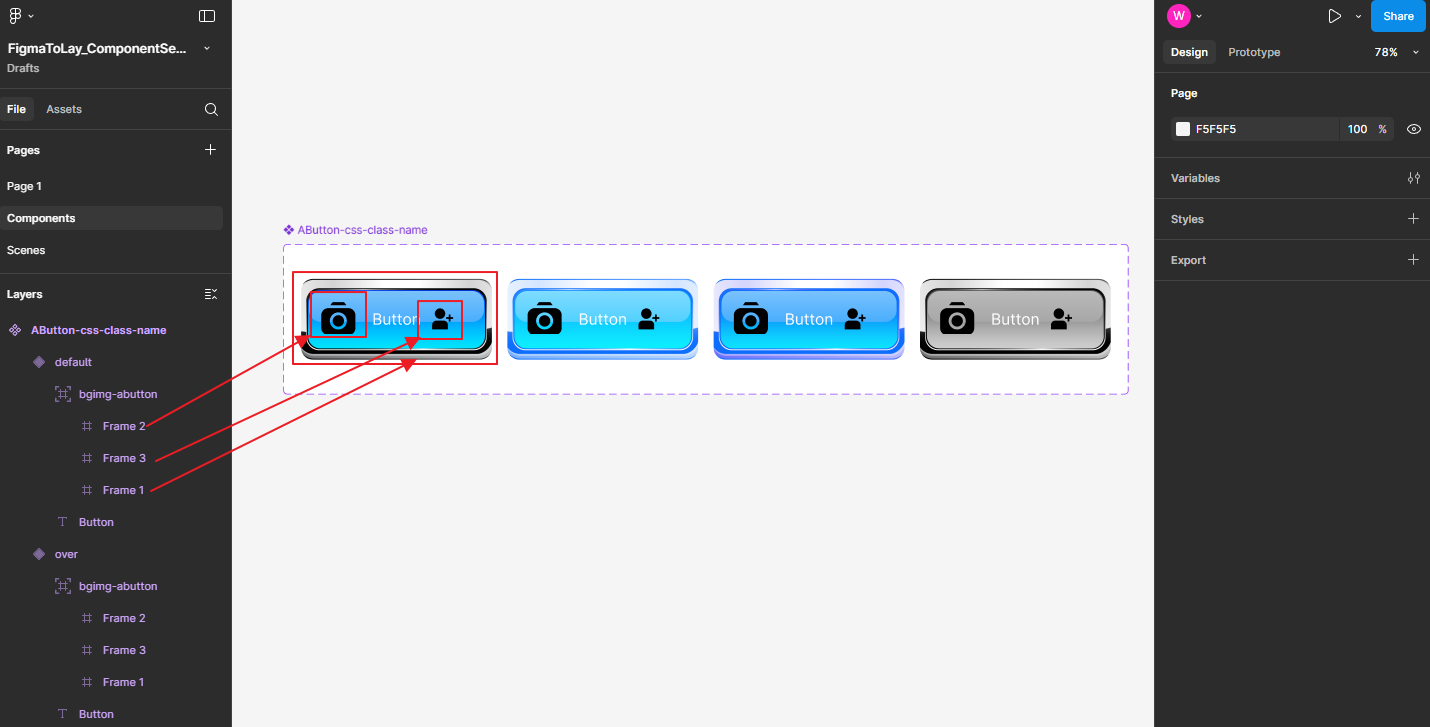 FigmaToLay_ComponentSe...
Drafts
File Assets
Pages
Page 1
Components
Scenes
Layers
AButton-css-class-name
default
bgimg-abutton
Frame 2
Frame 3
Frame 1
Button
over
bgimg-abutton
Frame 2
Frame 3
Frame 1
Button
AButton-css-class-name
Button Button Button Button
W Share
Design Prototype 78%
Page
F5F5F5 100 %
Variables
Styles
Export